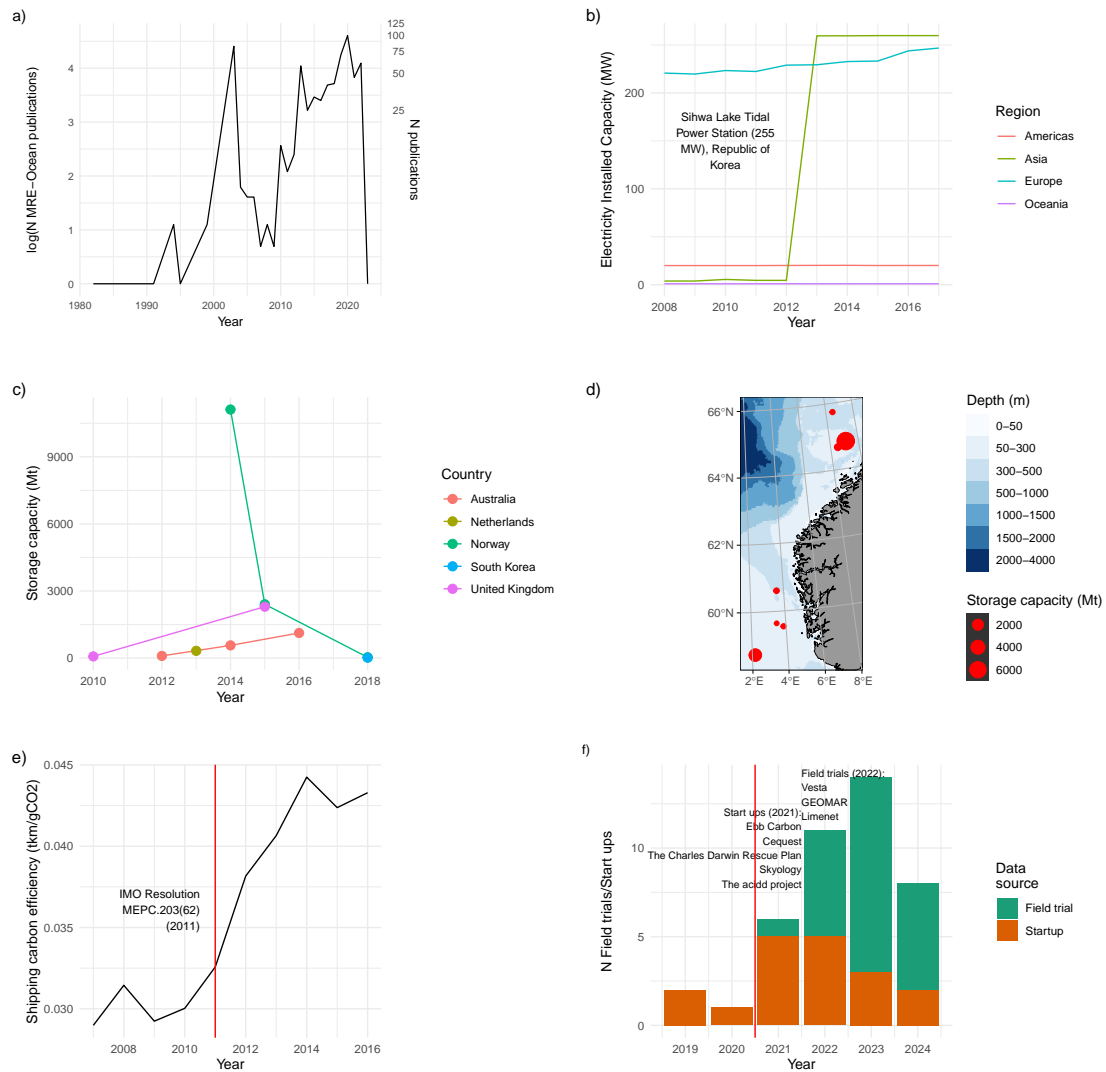 a)
log(N MRE−Ocean publications)
4
3
2
1
0
1980
1990
2000
2010
2020
Year
125
100
75
50
25
N publications
b)
Electricity Installed Capacity (MW)
200
100
0
2008
2010
2012
2014
2016
Year
Sihwa Lake Tidal
Power Station (255
MW), Republic of
Korea
Region
Americas
Asia
Europe
Oceania
c)
Storage capacity (Mt)
9000
6000
3000
0
2010
2012
2014
2016
2018
Year
Country
Australia
Netherlands
Norway
South Korea
United Kingdom
d)
66°N
64°N
62°N
60°N
2°E
4°E
6°E
8°E
Depth (m)
0−50
50−300
300−500
500−1000
1000−1500
1500−2000
2000−4000
Storage capacity (Mt)
2000
4000
6000
e)
Shipping carbon efficiency (tkm/gCO2)
0.045
0.040
0.035
0.030
2008
2010
2012
2014
2016
Year
IMO Resolution
MEPC.203(62)
(2011)
f)
N Field trials/Start ups
10
5
0
2019
2020
2021
2022
2023
2024
Year
Start ups (2021):
Ebb Carbon
Cequest
The Charles Darwin Rescue Plan
Skyology
The acidd project
Field trials (2022):
Vesta
GEOMAR
Limenet
Data
source
Field trial
Startup